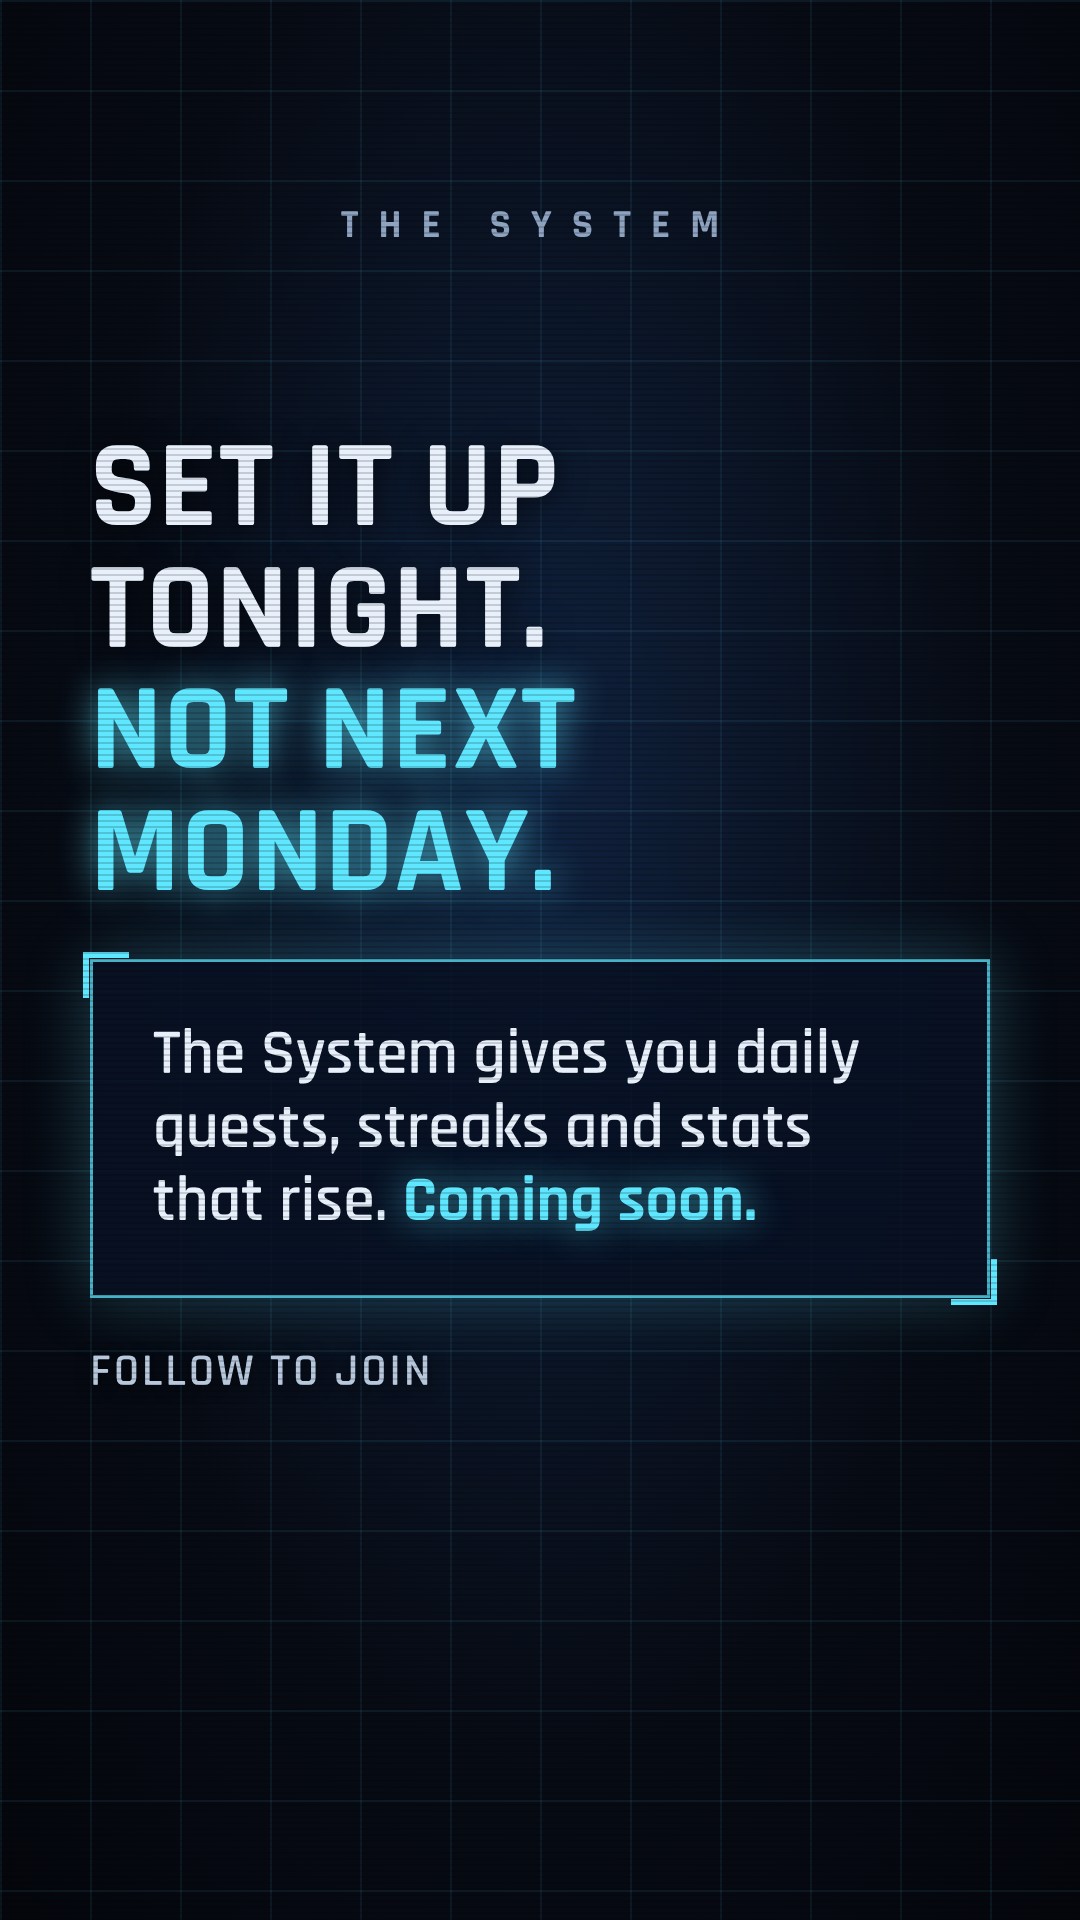 THE SYSTEM
SET IT UP
TONIGHT.
NOT NEXT
MONDAY.
The System gives you daily
quests, streaks and stats
that rise. Coming soon.
FOLLOW TO JOIN